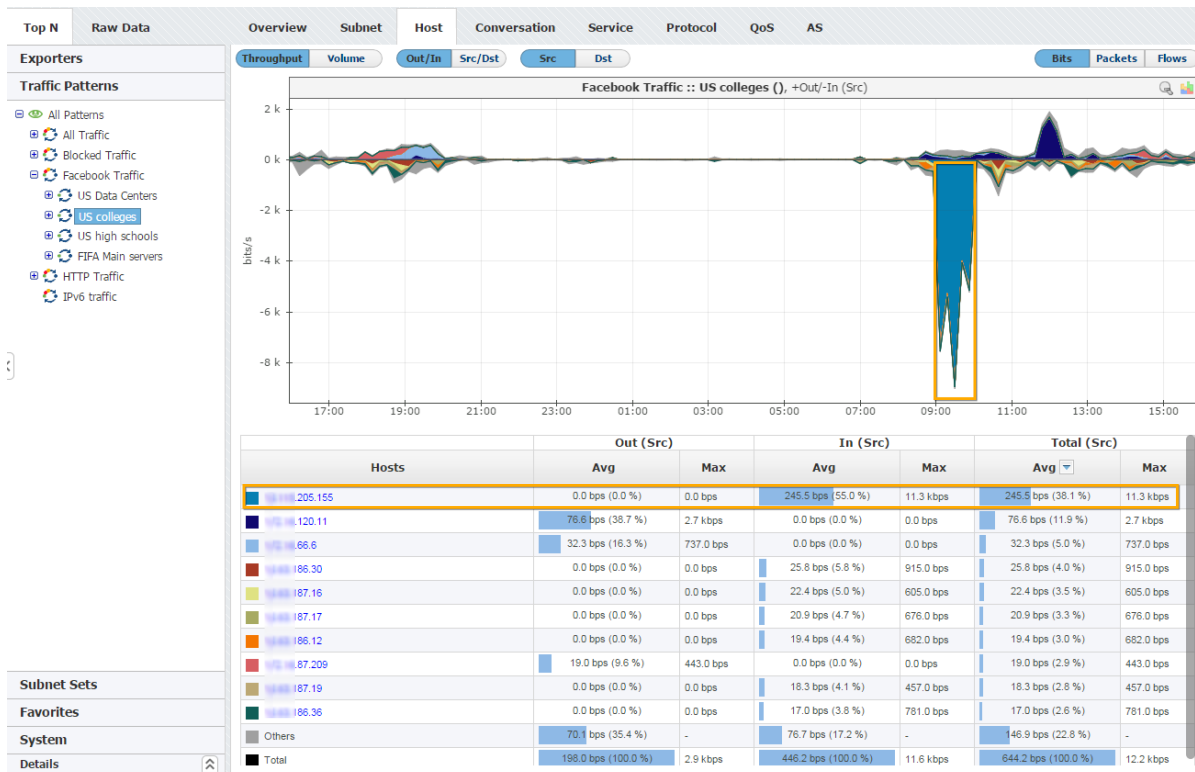 Top N Raw Data Overview Subnet Host Conversation Service Protocol QoS AS
Exporters
Throughput Volume Out/In Src/Dst Src Dst Bits Packets Flows
Traffic Patterns
Facebook Traffic :: US colleges (), +Out/-In (Src)
All Patterns
All Traffic
Blocked Traffic
Facebook Traffic
US Data Centers
US colleges
US high schools
FIFA Main servers
HTTP Traffic
IPv6 traffic
2 k
0 k
-2 k
-4 k
-6 k
-8 k
bits/s
17:00 19:00 21:00 23:00 01:00 03:00 05:00 07:00 09:00 11:00 13:00 15:00
Out (Src) In (Src) Total (Src)
Hosts Avg Max Avg Max Avg Max
.205.155 0.0 bps (0.0 %) 0.0 bps 245.5 bps (55.0 %) 11.3 kbps 245.5 bps (38.1 %) 11.3 kbps
.120.11 76.6 bps (38.7 %) 2.7 kbps 0.0 bps (0.0 %) 0.0 bps 76.6 bps (11.9 %) 2.7 kbps
.66.6 32.3 bps (16.3 %) 737.0 bps 0.0 bps (0.0 %) 0.0 bps 32.3 bps (5.0 %) 737.0 bps
.186.30 0.0 bps (0.0 %) 0.0 bps 25.8 bps (5.8 %) 915.0 bps 25.8 bps (4.0 %) 915.0 bps
.187.16 0.0 bps (0.0 %) 0.0 bps 22.4 bps (5.0 %) 605.0 bps 22.4 bps (3.5 %) 605.0 bps
.187.17 0.0 bps (0.0 %) 0.0 bps 20.9 bps (4.7 %) 676.0 bps 20.9 bps (3.3 %) 676.0 bps
.186.12 0.0 bps (0.0 %) 0.0 bps 19.4 bps (4.4 %) 682.0 bps 19.4 bps (3.0 %) 682.0 bps
.87.209 19.0 bps (9.6 %) 443.0 bps 0.0 bps (0.0 %) 0.0 bps 19.0 bps (2.9 %) 443.0 bps
.187.19 0.0 bps (0.0 %) 0.0 bps 18.3 bps (4.1 %) 457.0 bps 18.3 bps (2.8 %) 457.0 bps
.186.36 0.0 bps (0.0 %) 0.0 bps 17.0 bps (3.8 %) 781.0 bps 17.0 bps (2.6 %) 781.0 bps
Others 70.1 bps (35.4 %) - 76.7 bps (17.2 %) - 146.9 bps (22.8 %) -
Total 198.0 bps (100.0 %) 2.9 kbps 446.2 bps (100.0 %) 11.6 kbps 644.2 bps (100.0 %) 12.2 kbps
Subnet Sets
Favorites
System
Details